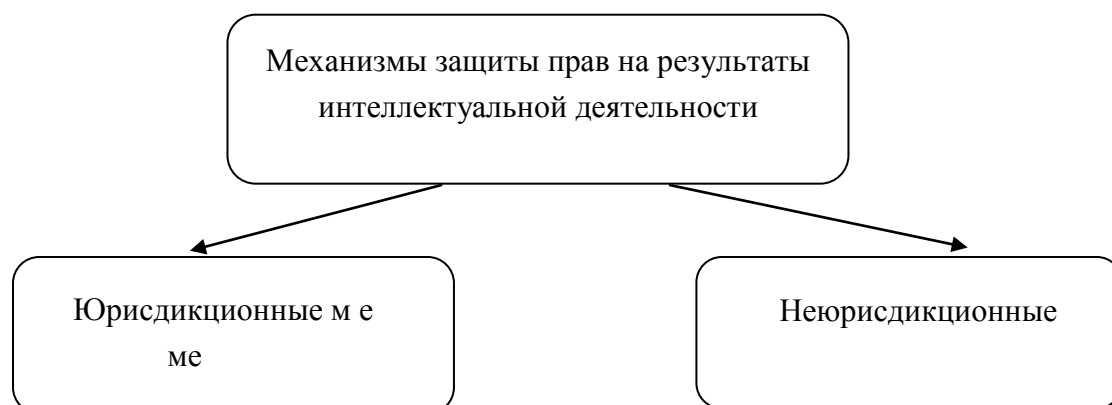 Механизмы защиты прав на результаты
интеллектуальной деятельности
Юрисдикционные м е
ме
Неюрисдикционные